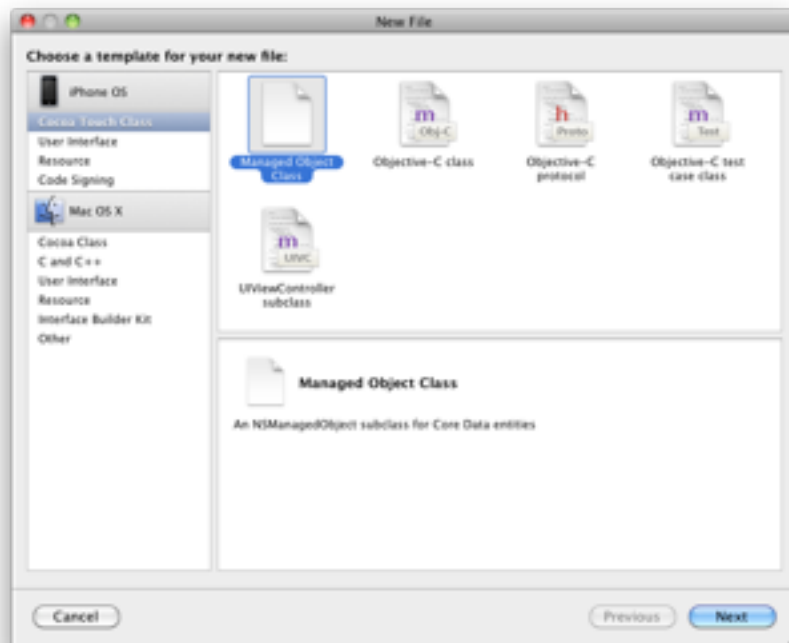 New File
Choose a template for your new file:
iPhone OS
Cocoa Touch Class
User Interface
Resource
Code Signing
Mac OS X
Cocoa Class
C and C++
User Interface
Resource
Interface Builder Kit
Other
Managed Object
Class
m
Obj-C
Objective-C class
h
Proto
Objective-C
protocol
m
Test
Objective-C test
case class
m
UIVC
UIViewController
subclass
Managed Object Class
An NSManagedObject subclass for Core Data entities
Cancel
Previous
Next